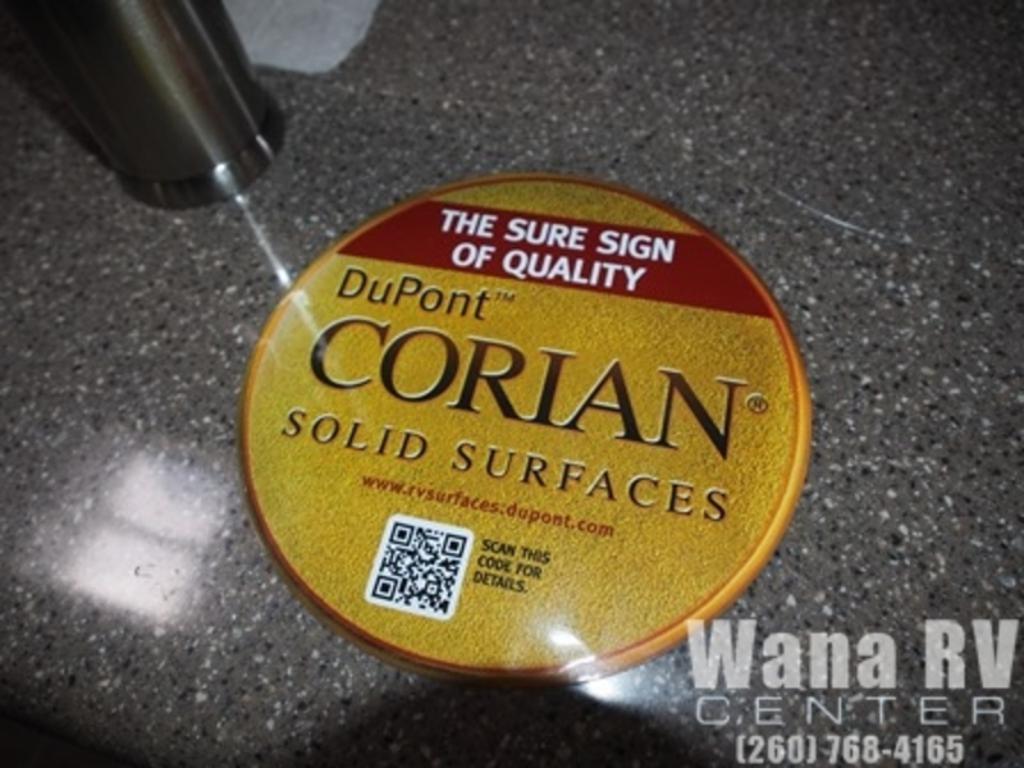 THE SURE SIGN
OF QUALITY
DuPont™
CORIAN®
SOLID SURFACES
www.rvsurfaces.dupont.com
SCAN THIS
CODE FOR
DETAILS.
Wana RV
CENTER
(260) 768-4165